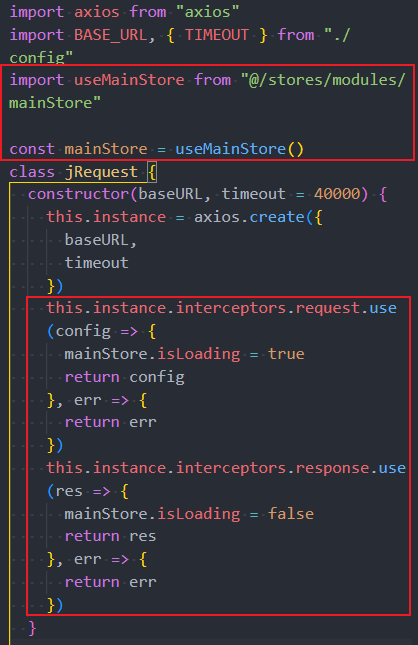 import axios from "axios"
import BASE_URL, { TIMEOUT } from "./
config"
import useMainStore from "@/stores/modules/
mainStore"

const mainStore = useMainStore()
class jRequest {
  constructor(baseURL, timeout = 40000) {
    this.instance = axios.create({
      baseURL,
      timeout
    })
    this.instance.interceptors.request.use
    (config => {
      mainStore.isLoading = true
      return config
    }, err => {
      return err
    })
    this.instance.interceptors.response.use
    (res => {
      mainStore.isLoading = false
      return res
    }, err => {
      return err
    })
  }